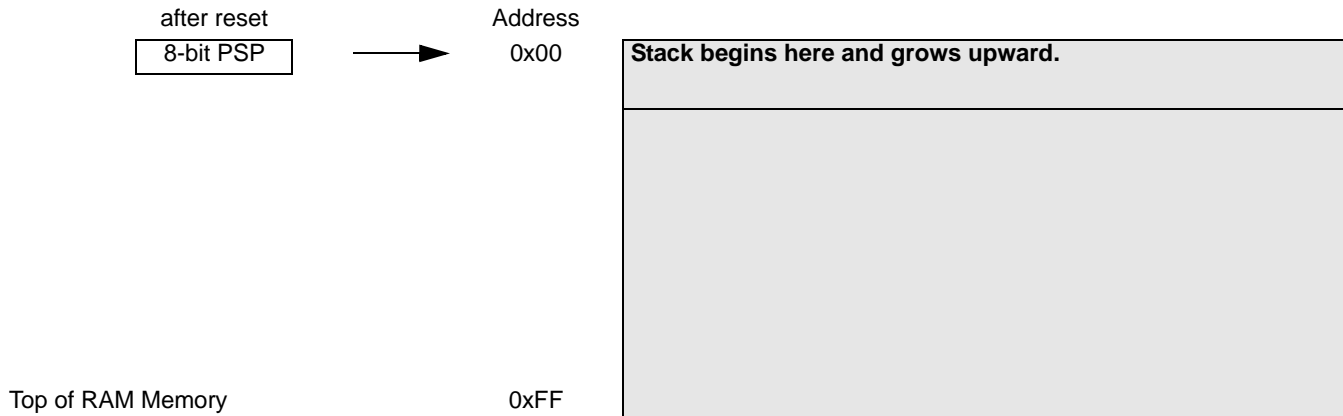 after reset Address
8-bit PSP 0x00 Stack begins here and grows upward.
Top of RAM Memory 0xFF